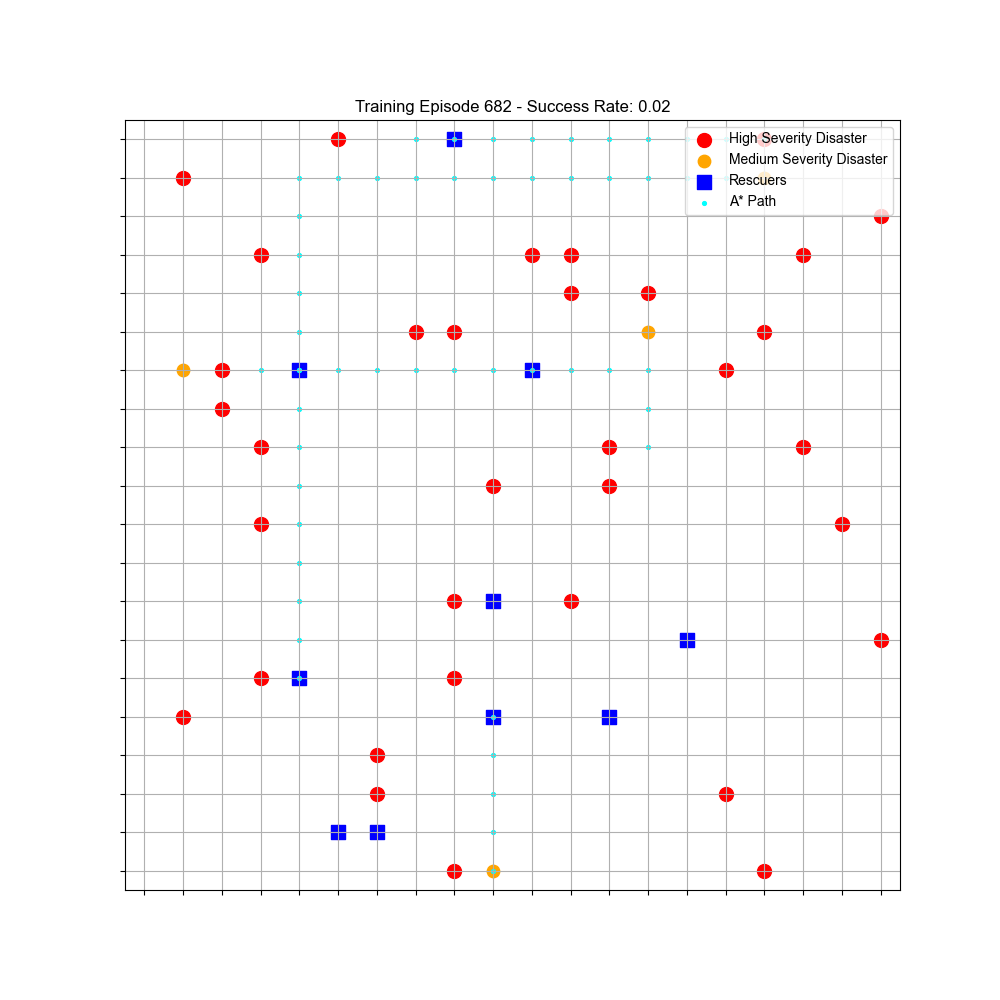 Training Episode 682 - Success Rate: 0.02
High Severity Disaster
Medium Severity Disaster
Rescuers
A* Path